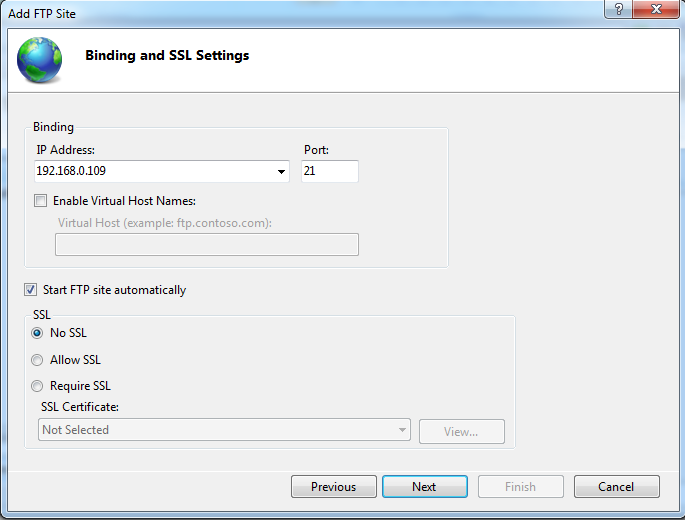 Add FTP Site
?
Binding and SSL Settings
Binding
IP Address: Port:
192.168.0.109 21
Enable Virtual Host Names:
Virtual Host (example: ftp.contoso.com):
Start FTP site automatically
SSL
No SSL
Allow SSL
Require SSL
SSL Certificate:
Not Selected View...
Previous Next Finish Cancel